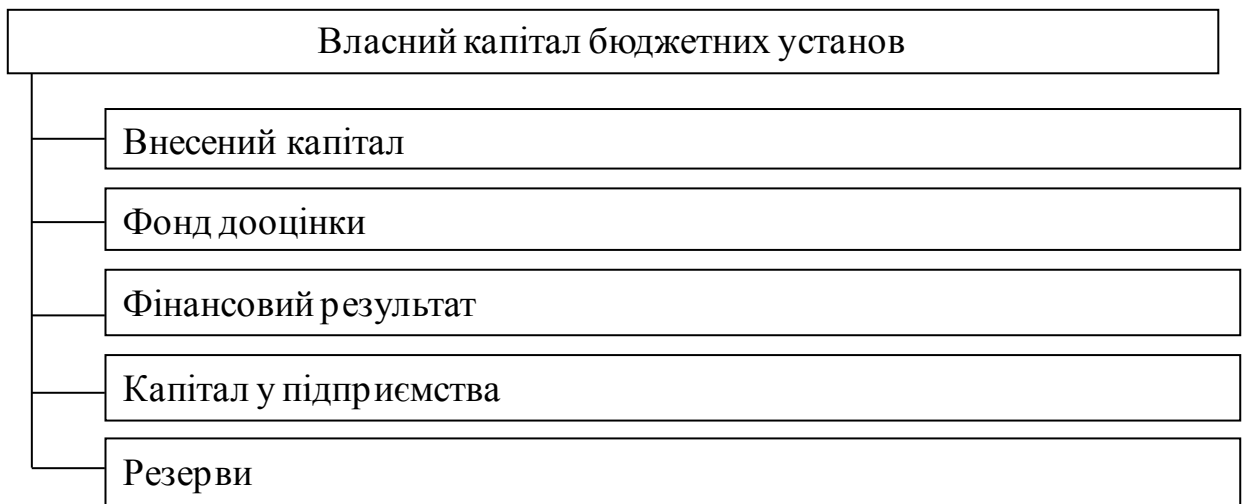 Власний капітал бюджетних установ
Внесений капітал
Фонд дооцінки
Фінансовий результат
Капітал у підприємства
Резерви